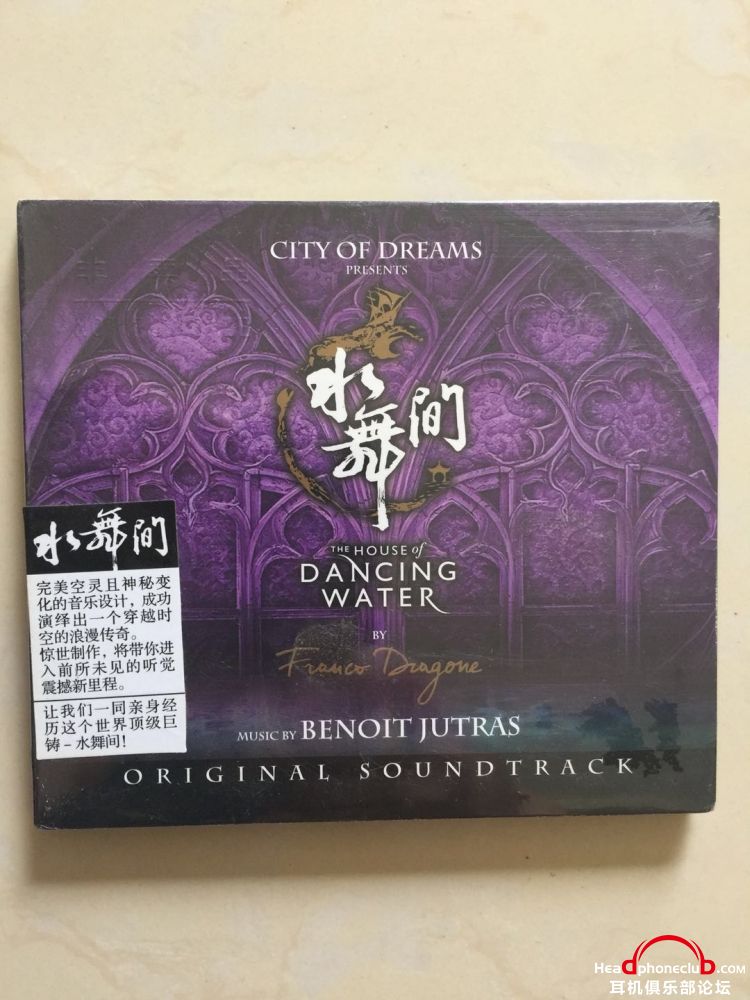 CITY OF DREAMS
PRESENTS
水舞間
THE HOUSE of
DANCING
WATER
BY
Franco Dragone
MUSIC BY BENOIT JUTRAS
ORIGINAL SOUNDTRACK
水舞間
完美空灵且神秘变
化的音乐设计，成功
演绎出一个穿越时
空的浪漫传奇。
惊世制作，将带你进
入前所未见的听觉
震撼新里程。
让我们一同亲身经
历这个世界顶级巨
铸－水舞间!
Headphoneclub.com
耳机俱乐部论坛